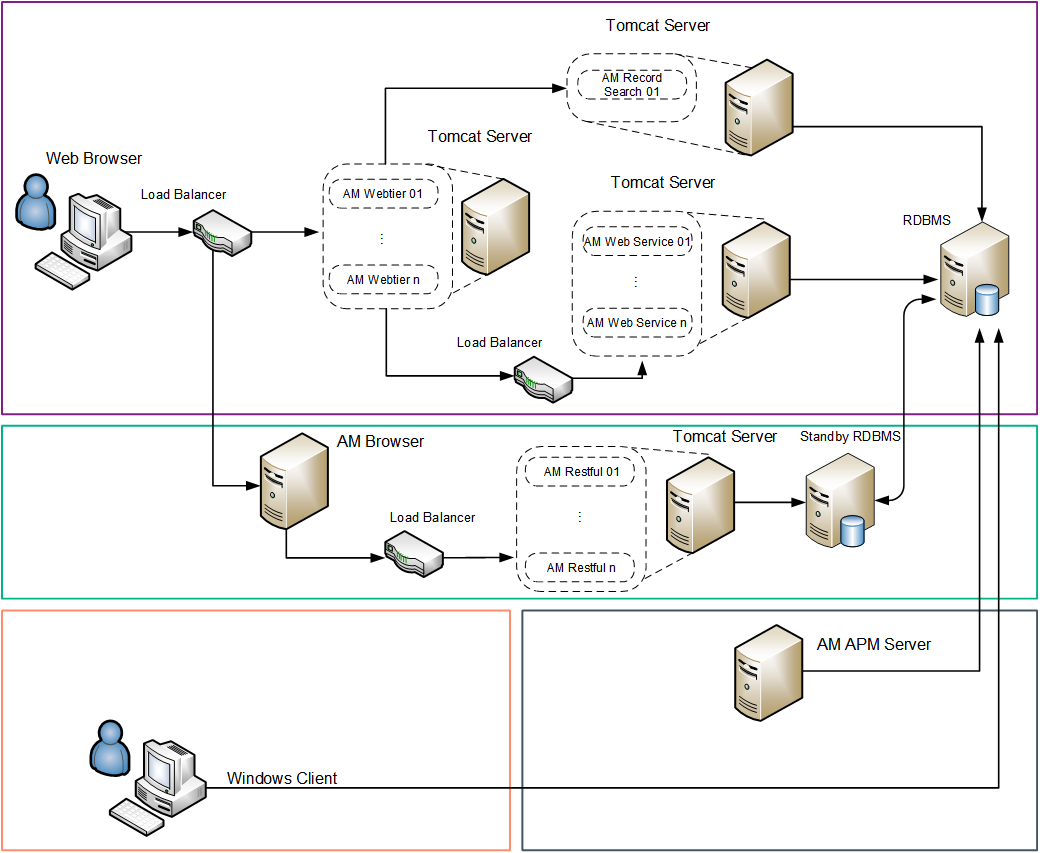 Tomcat Server
AM Record
Search 01
Tomcat Server
Web Browser
Load Balancer
AM Webtier 01
⋮
AM Webtier n
Tomcat Server
AM Web Service 01
⋮
AM Web Service n
RDBMS
Load Balancer
AM Browser
Tomcat Server
Standby RDBMS
AM Restful 01
⋮
AM Restful n
Load Balancer
AM APM Server
Windows Client